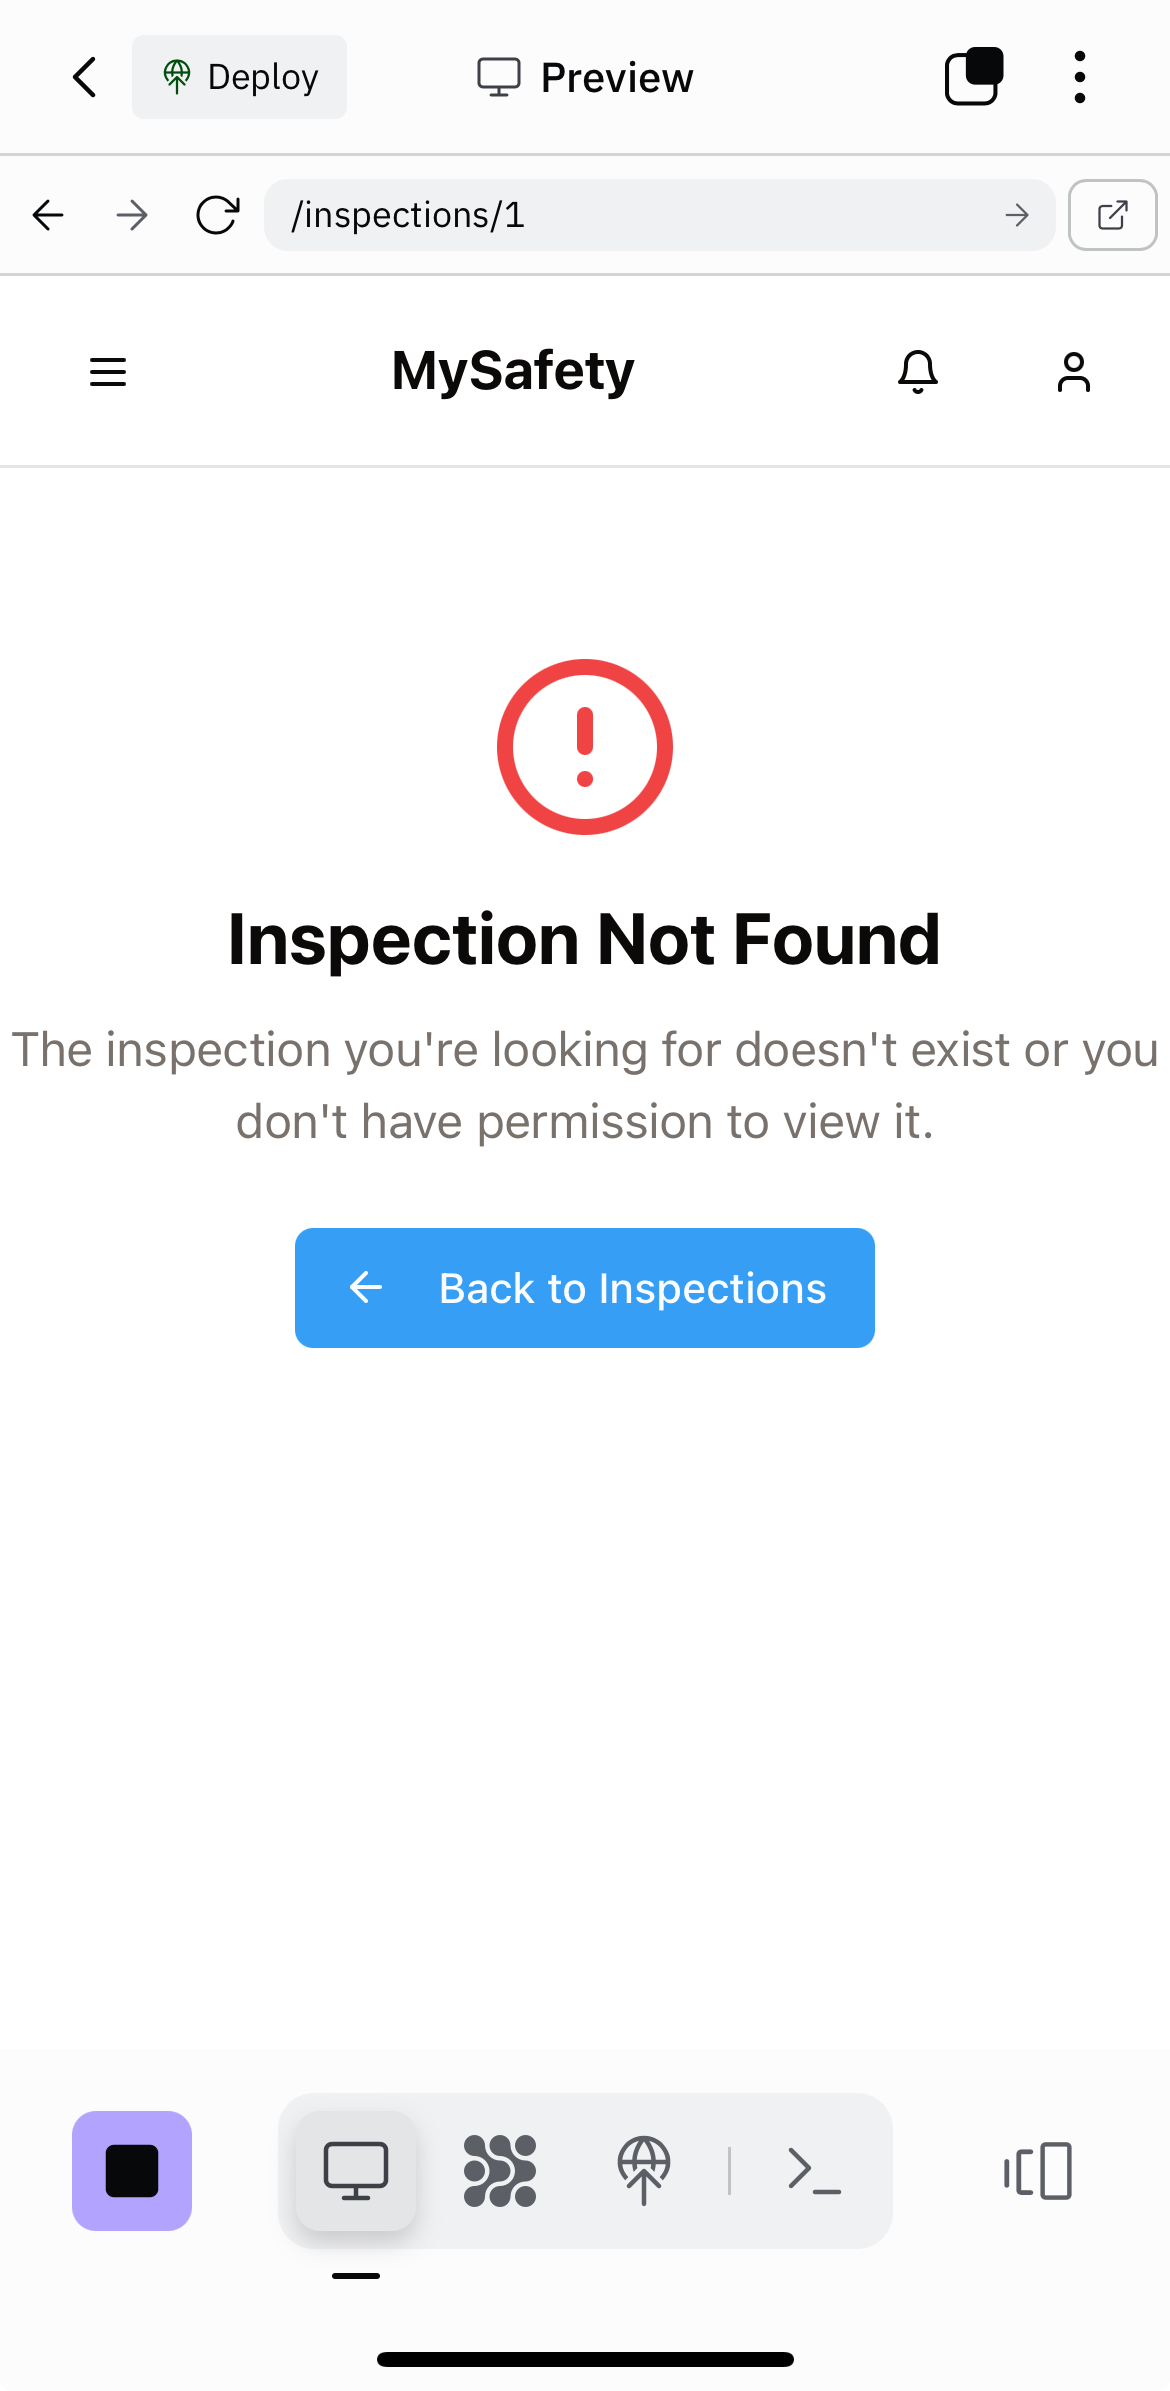 Deploy
Preview
/inspections/1
MySafety
Inspection Not Found
The inspection you're looking for doesn't exist or you
don't have permission to view it.
Back to Inspections